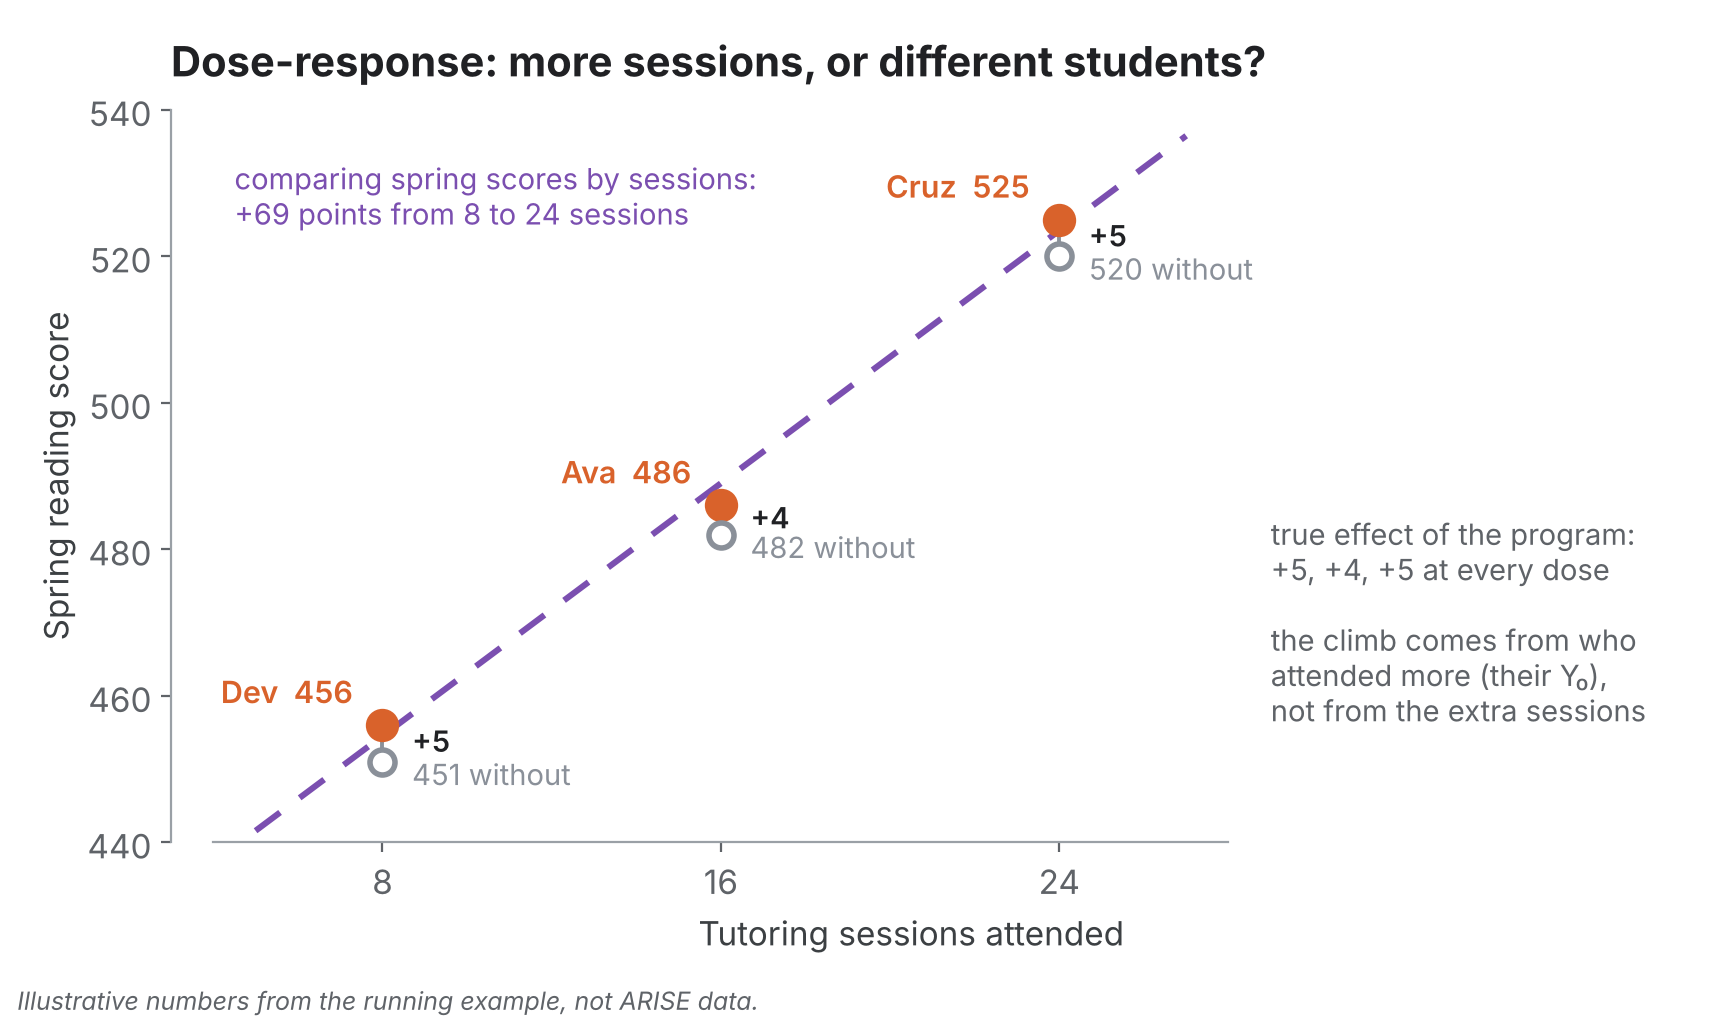 Dose-response: more sessions, or different students?
540
520
500
480
460
440
Spring reading score
comparing spring scores by sessions:
+69 points from 8 to 24 sessions
Cruz 525
+5
520 without
Ava 486
+4
482 without
Dev 456
+5
451 without
true effect of the program:
+5, +4, +5 at every dose
the climb comes from who
attended more (their Y₀),
not from the extra sessions
8
16
24
Tutoring sessions attended
Illustrative numbers from the running example, not ARISE data.